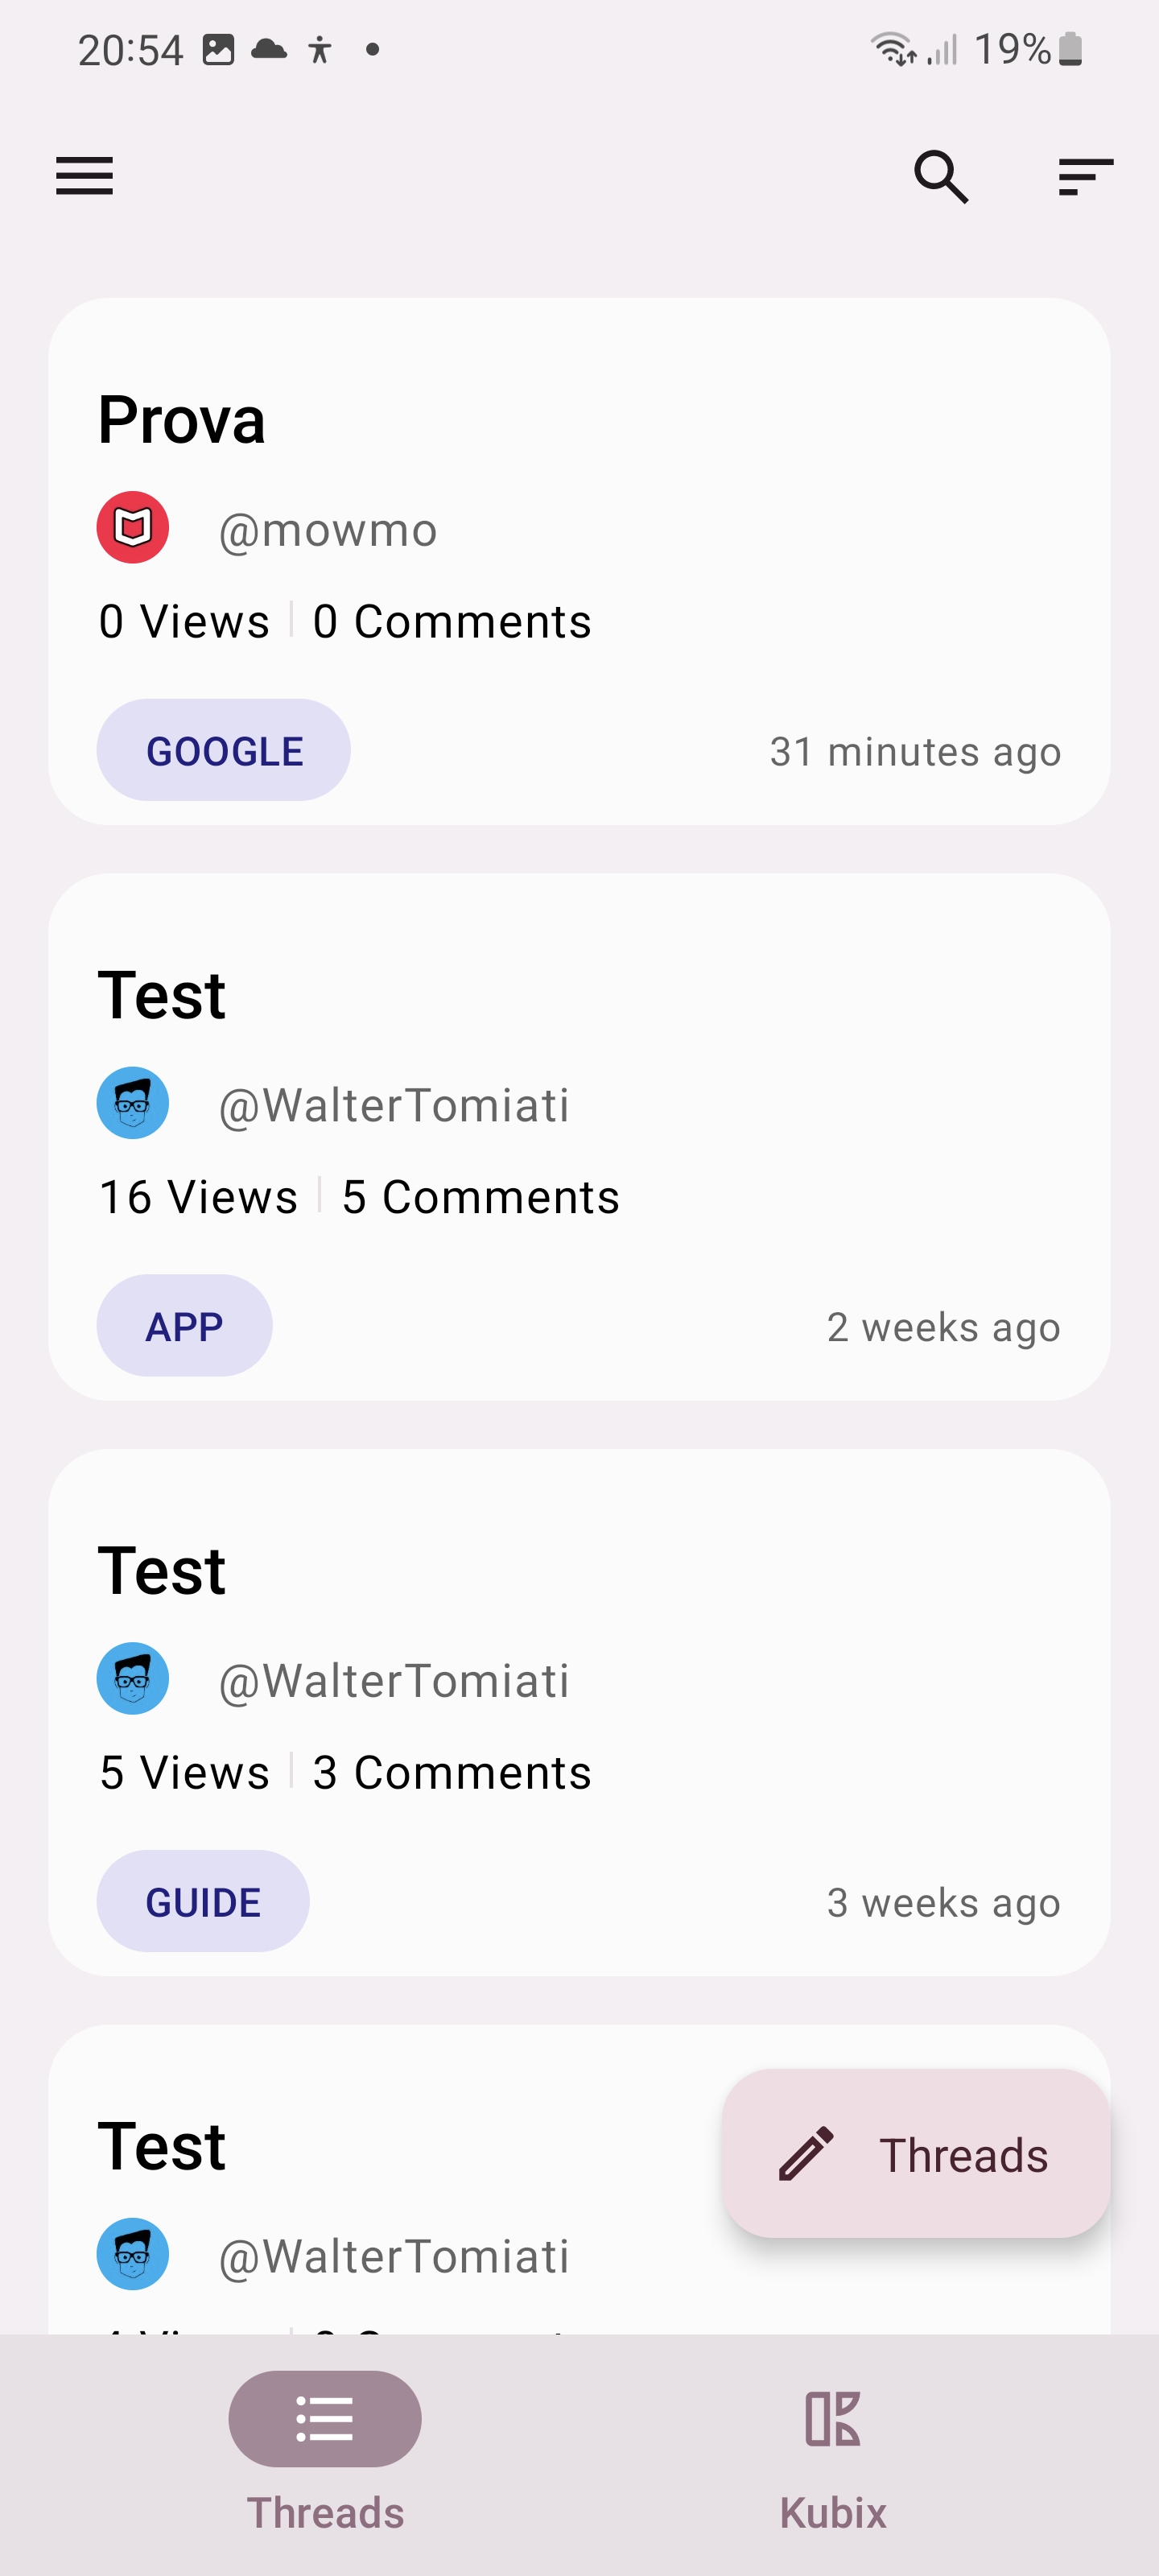 20:54 19%
Prova
@mowmo
0 Views 0 Comments
GOOGLE 31 minutes ago
Test
@WalterTomiati
16 Views 5 Comments
APP 2 weeks ago
Test
@WalterTomiati
5 Views 3 Comments
GUIDE 3 weeks ago
Test
Threads
@WalterTomiati
Threads Kubix